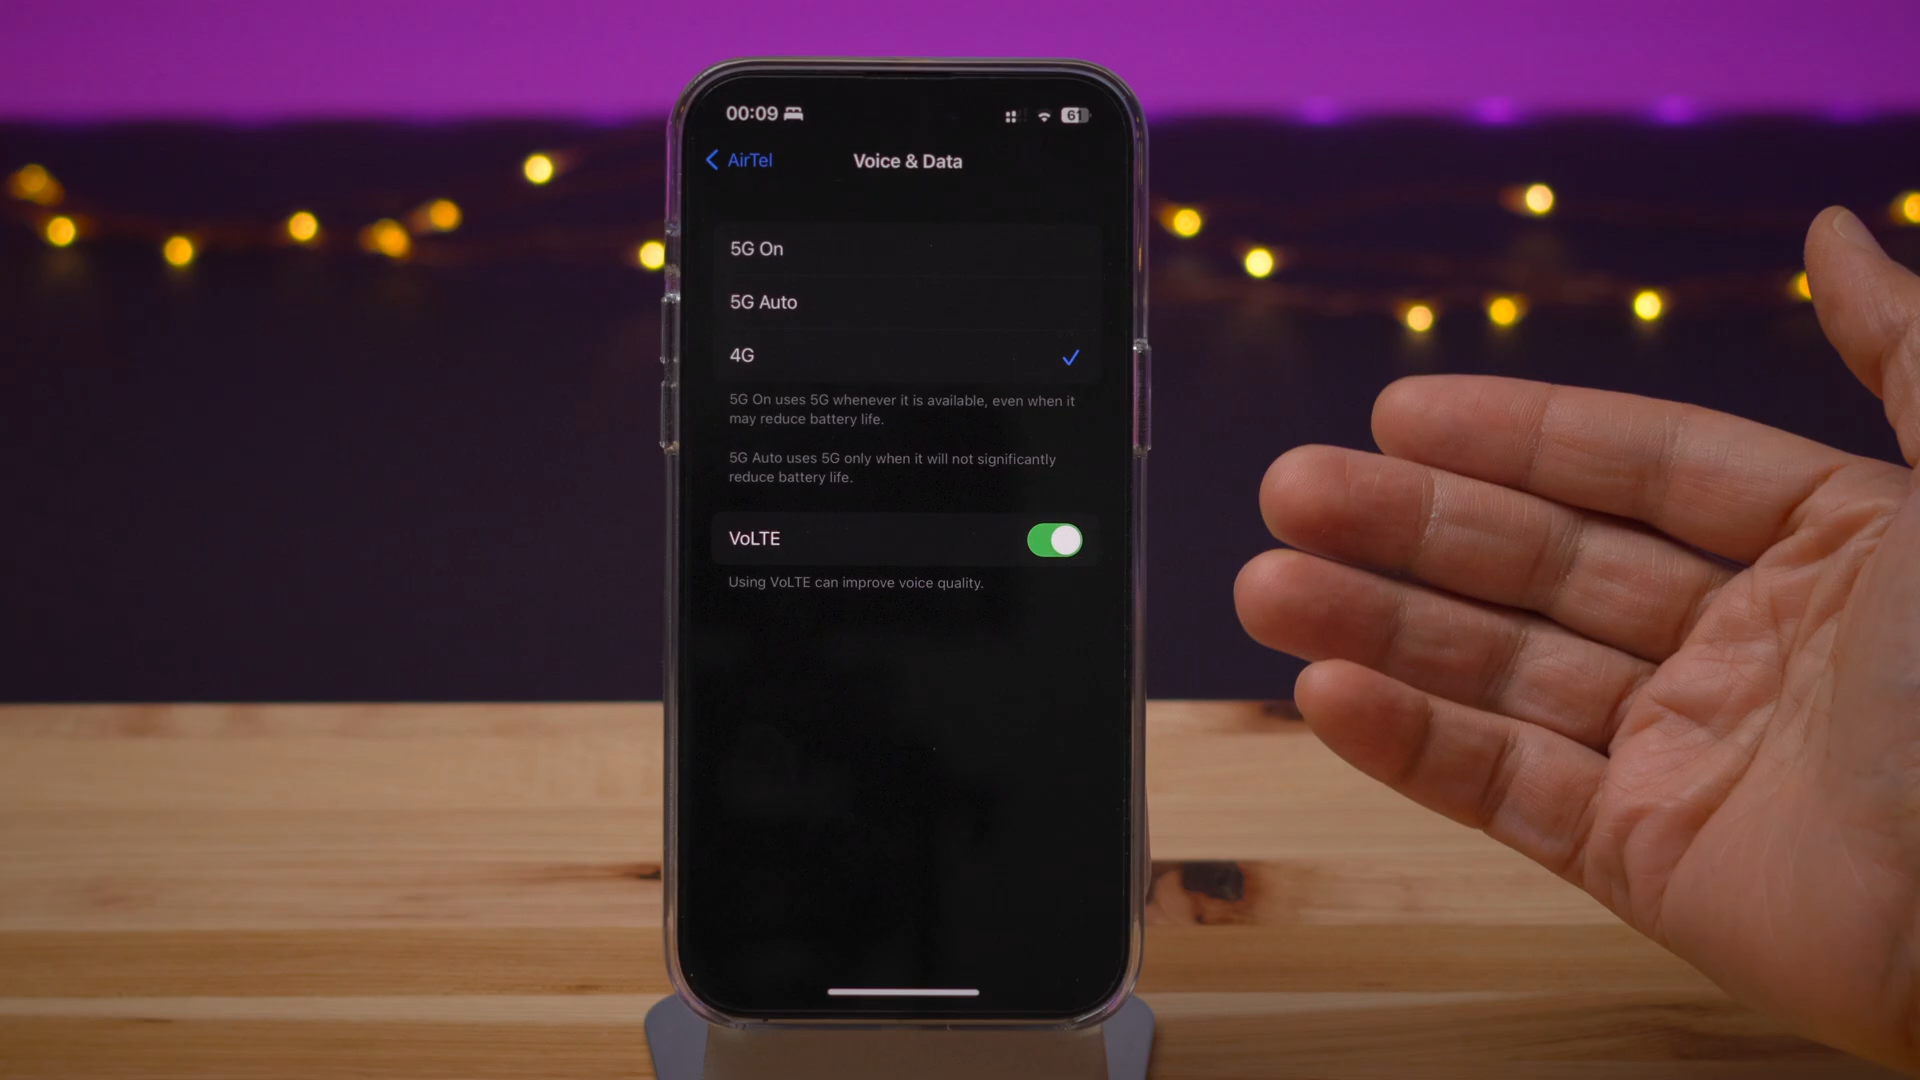 00:09
61
AirTel
Voice & Data
5G On
5G Auto
4G
5G On uses 5G whenever it is available, even when it
may reduce battery life.
5G Auto uses 5G only when it will not significantly
reduce battery life.
VoLTE
Using VoLTE can improve voice quality.